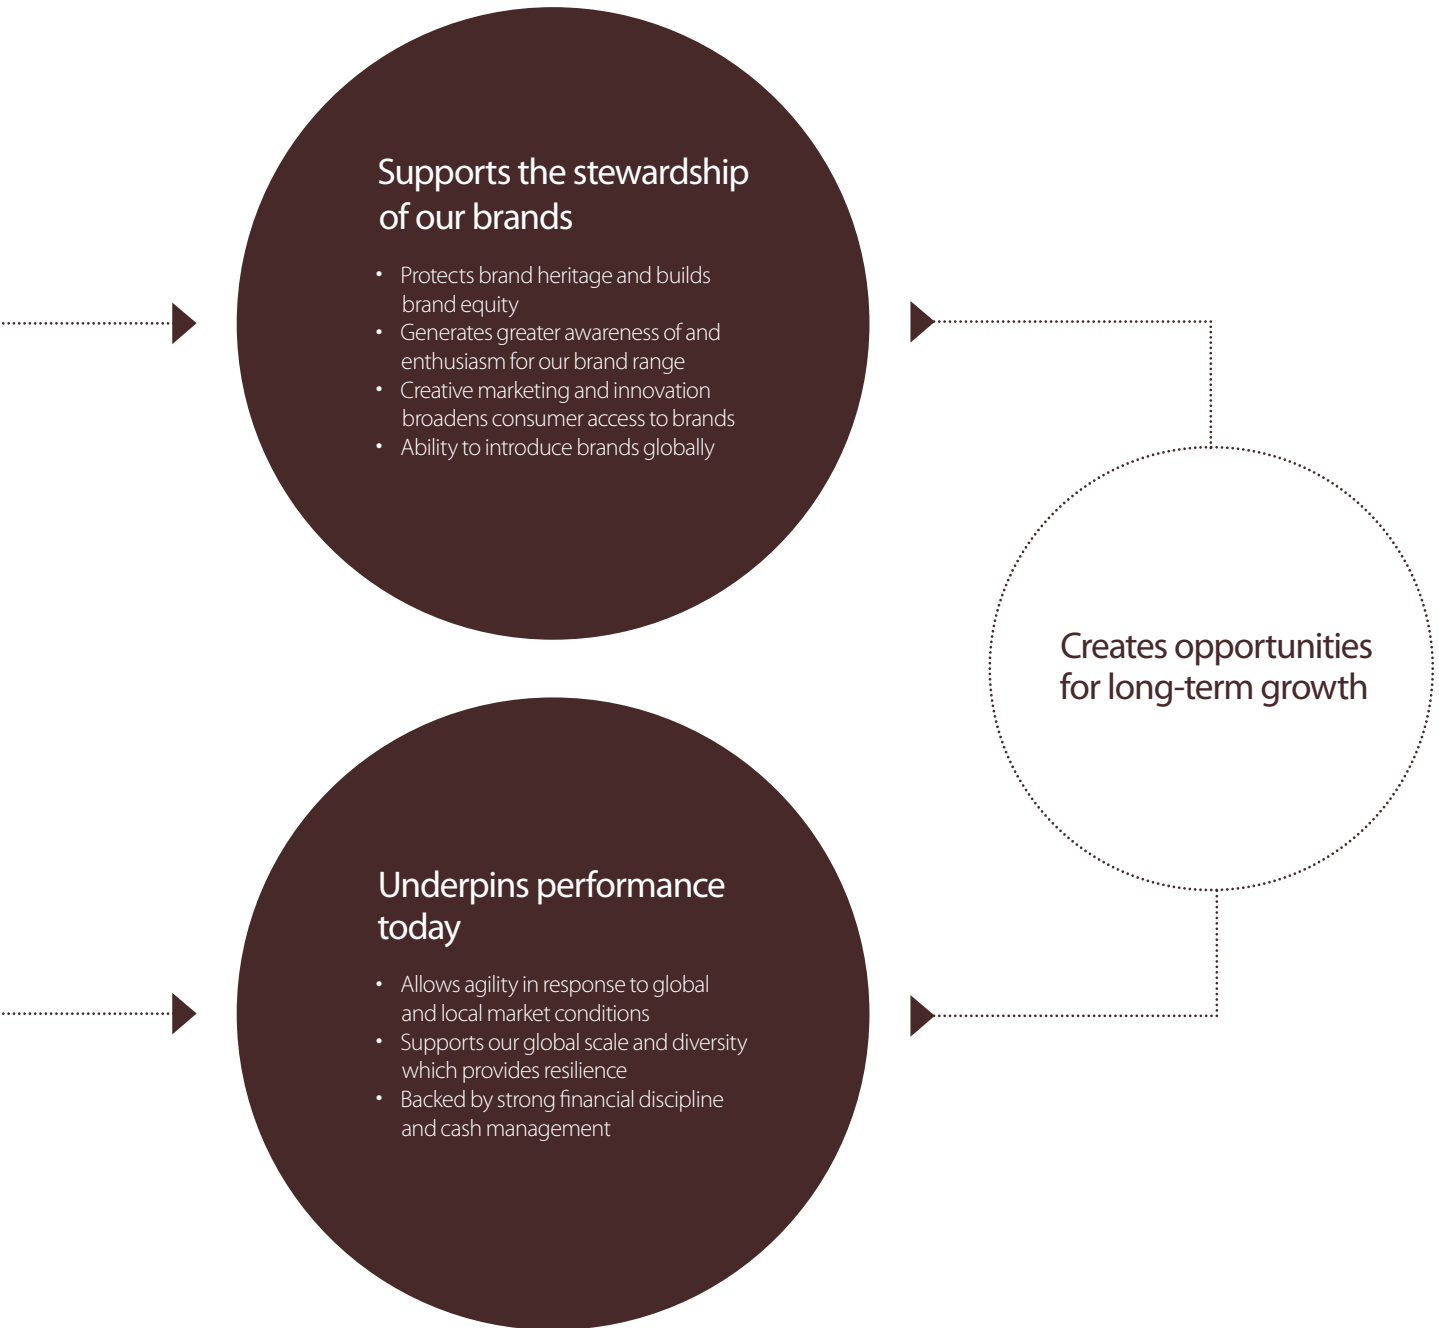 Supports the stewardship
of our brands
• Protects brand heritage and builds
brand equity
• Generates greater awareness of and
enthusiasm for our brand range
• Creative marketing and innovation
broadens consumer access to brands
• Ability to introduce brands globally
Creates opportunities
for long-term growth
Underpins performance
today
• Allows agility in response to global
and local market conditions
• Supports our global scale and diversity
which provides resilience
• Backed by strong financial discipline
and cash management